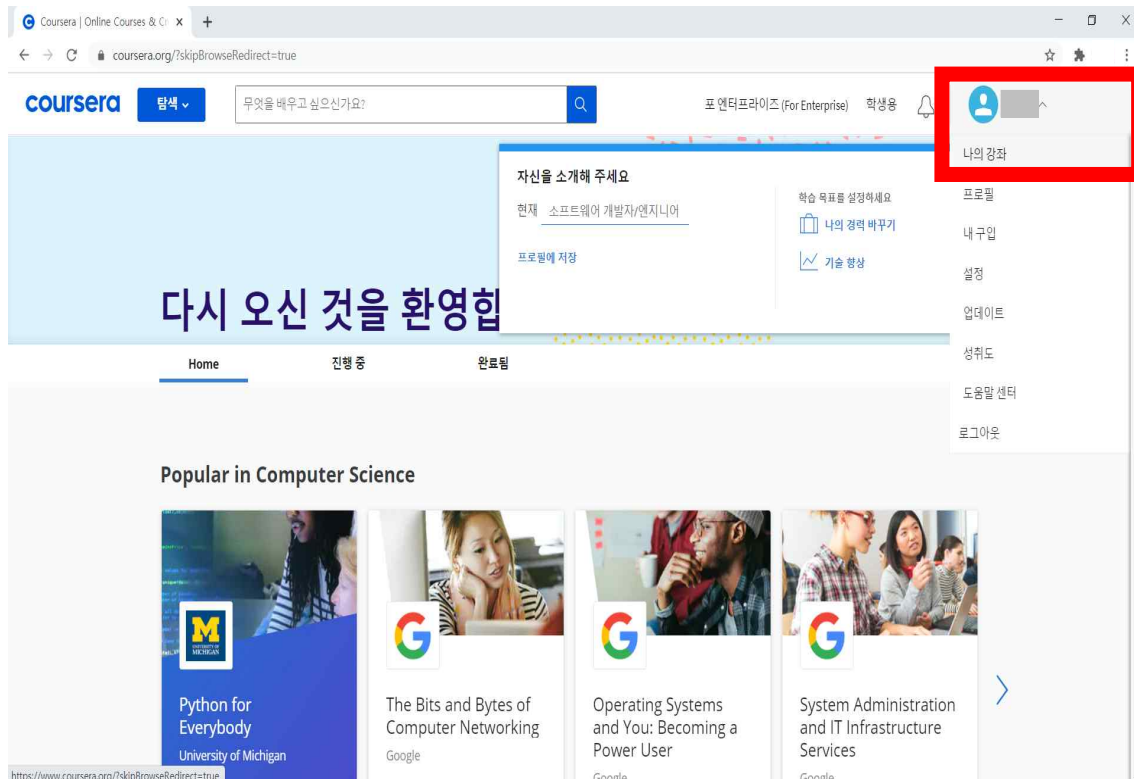 Coursera | Online Courses & Cr
coursera.org/?skipBrowseRedirect=true
coursera
탐색
무엇을 배우고 싶으신가요?
포 엔터프라이즈 (For Enterprise)
학생용
나의 강좌
프로필
내 구입
설정
업데이트
성취도
도움말 센터
로그아웃
자신을 소개해 주세요
현재 소프트웨어 개발자/엔지니어
프로필에 저장
학습 목표를 설정하세요
나의 경력 바꾸기
기술 향상
다시 오신 것을 환영합
Home
진행 중
완료됨
Popular in Computer Science
M
UNIVERSITY OF
MICHIGAN
Python for
Everybody
University of Michigan
G
The Bits and Bytes of
Computer Networking
Google
G
Operating Systems
and You: Becoming a
Power User
Google
G
System Administration
and IT Infrastructure
Services
Google
https://www.coursera.org/?skipBrowseRedirect=true